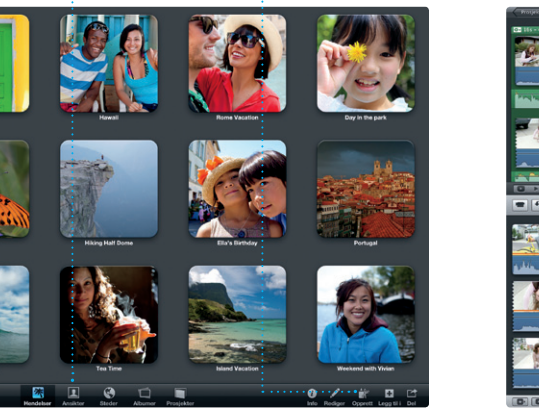 Hawaii
Rome Vacation
Day in the park
Hiking Half Dome
Ella's Birthday
Portugal
Tea Time
Island Vacation
Weekend with Vivian
Hendelser Ansikter Steder Albumer Prosjekter Info Rediger Opprett Legg til i Del